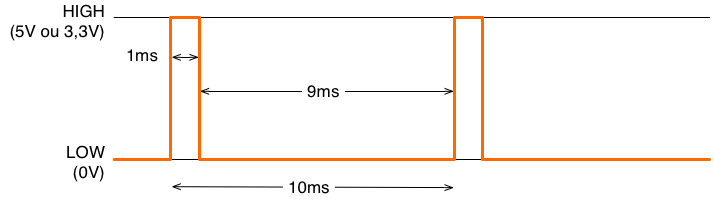 HIGH
(5V ou 3,3V)
1ms
9ms
LOW
(0V)
10ms